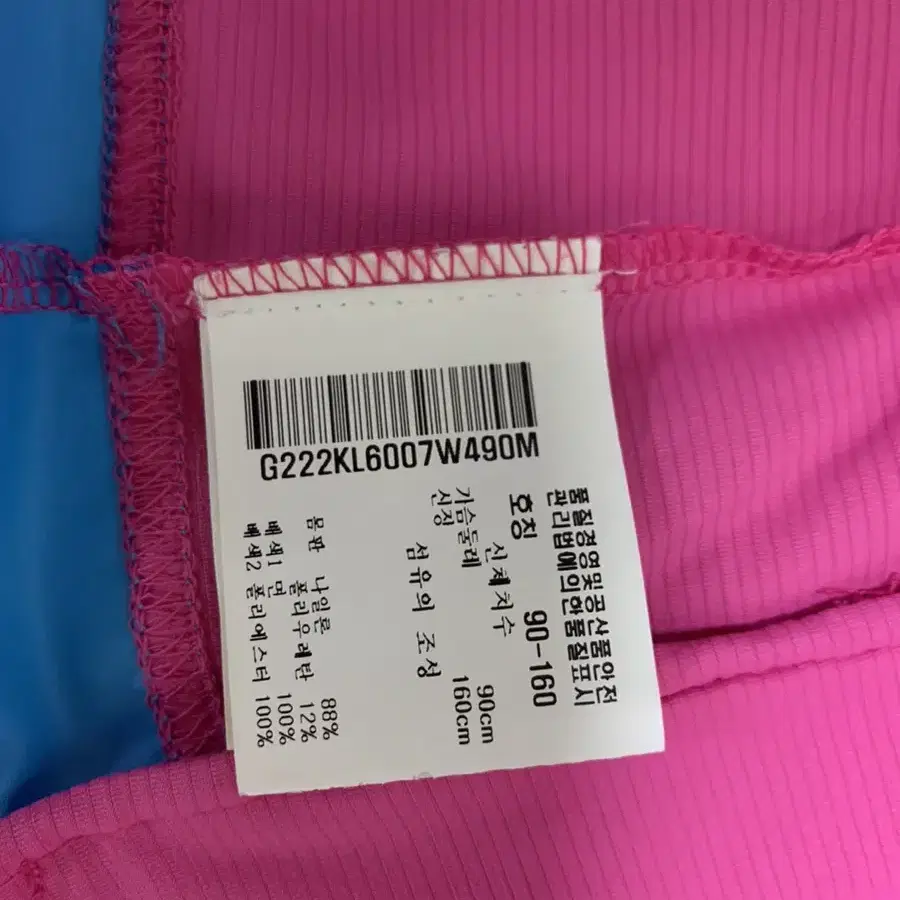 G222KL6007W490M
품질경영및공산품안전
관리법에의한품질표시
호칭 90-160
신체치수
가슴둘레 90cm
신장 160cm
섬유의 조성
몸판 나일론 88%
폴리우레탄 12%
배색1 면 100%
배색2 폴리에스터 100%